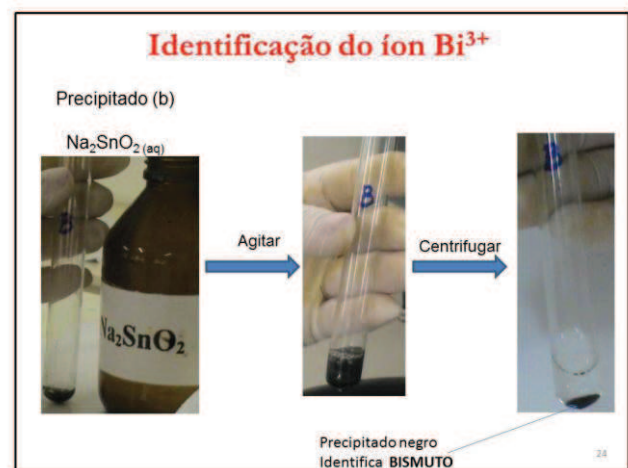 Identificação do íon Bi³⁺
Precipitado (b)
Na₂SnO₂ (aq)
B
Na₂SnO₂
Agitar
B
Centrifugar
B
Precipitado negro
Identifica BISMUTO
24